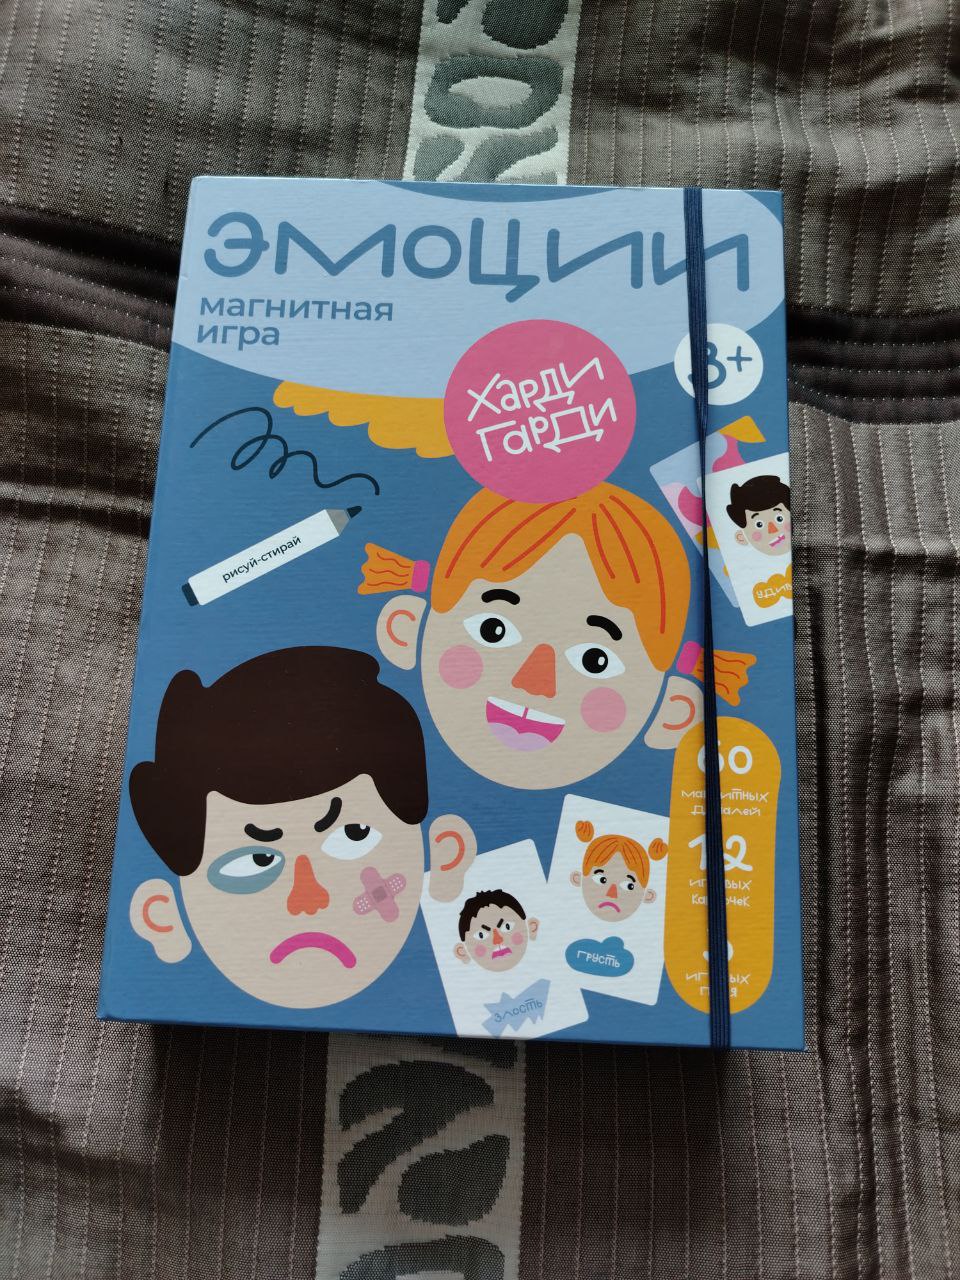 ЭМОЦИИ
магнитная
игра
3+
Харди
Гарди
рисуй-стирай
60
магнитных
деталей
12
игровых
карточек
игровых
поля
грусть
злость